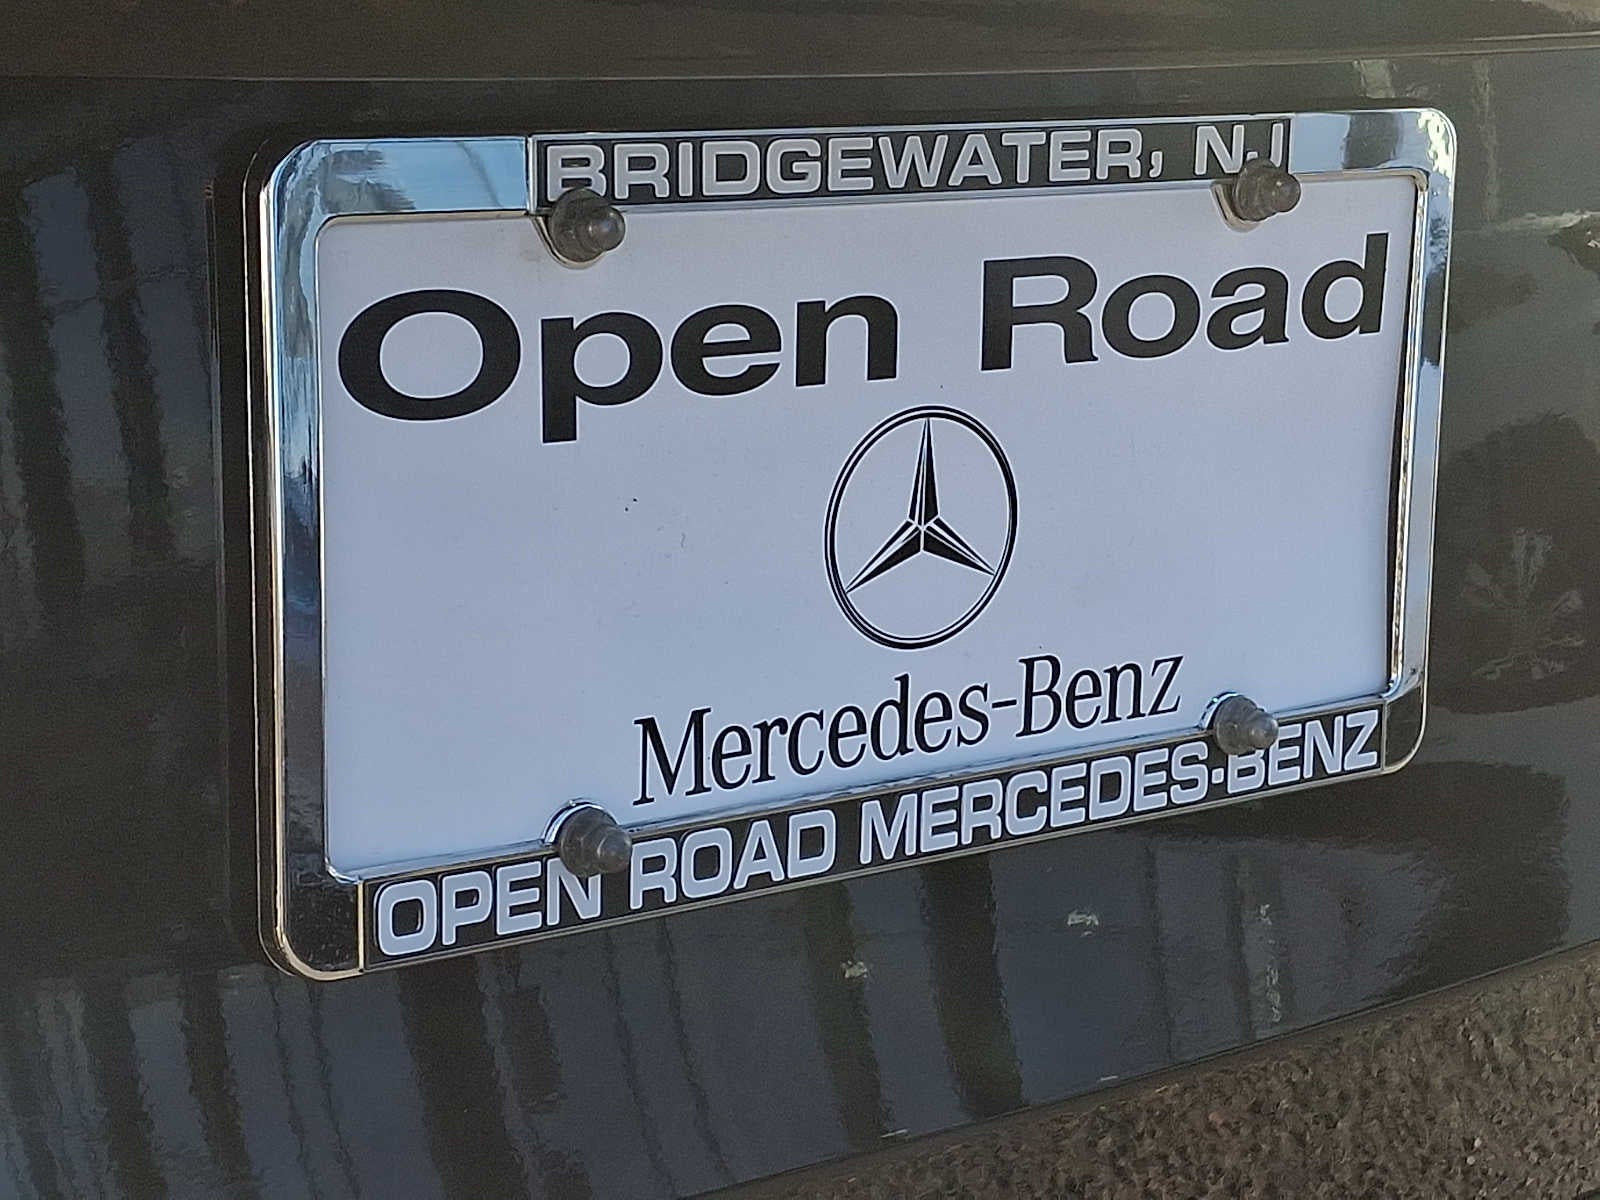 BRIDGEWATER, NJ
Open Road
Mercedes-Benz
OPEN ROAD MERCEDES-BENZ